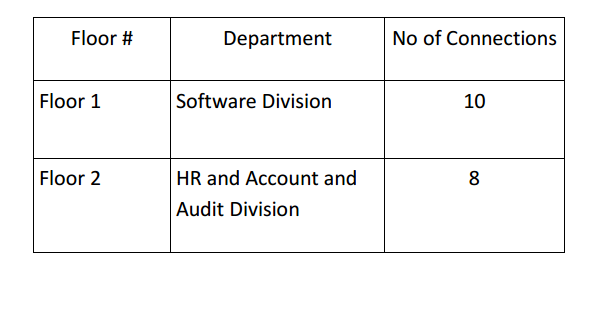 Floor # Department No of Connections
Floor 1 Software Division 10
Floor 2 HR and Account and 8
Audit Division